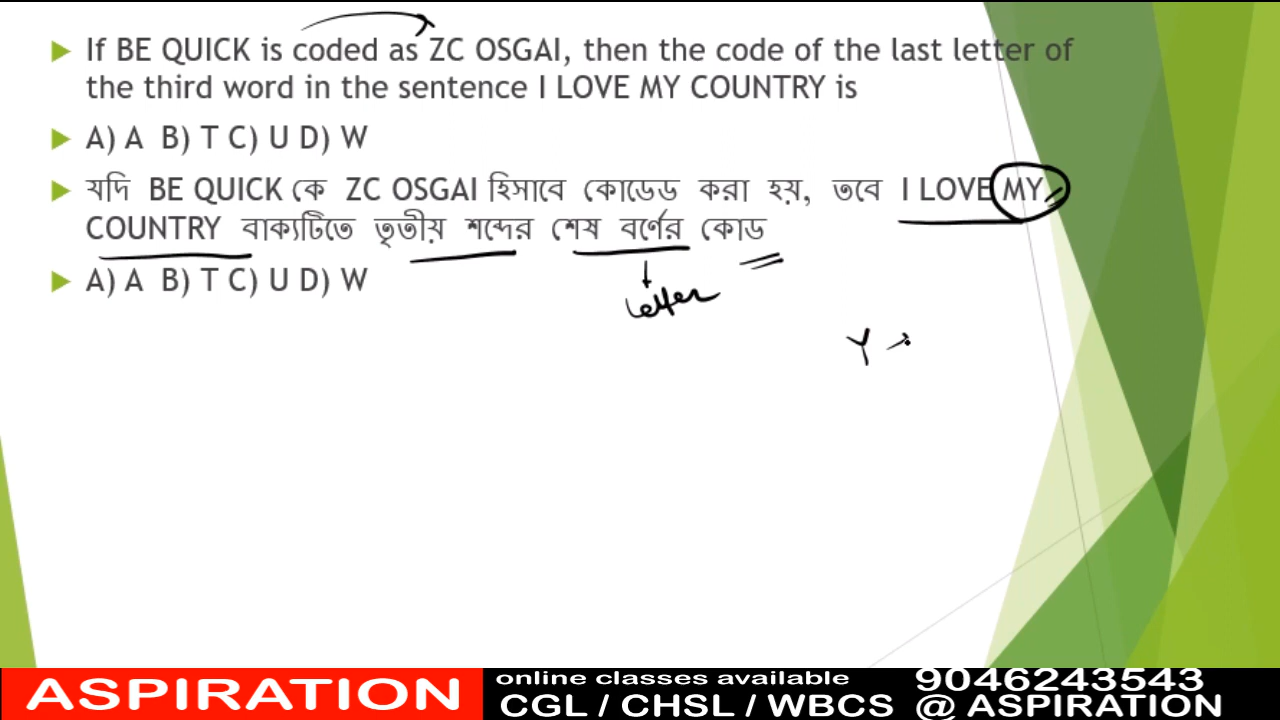 If BE QUICK is coded as ZC OSGAI, then the code of the last letter of
the third word in the sentence I LOVE MY COUNTRY is
A) A B) T C) U D) W
যদি BE QUICK কে ZC OSGAI হিসাবে কোডেড করা হয়, তবে I LOVE MY
COUNTRY বাক্যটিতে তৃতীয় শব্দের শেষ বর্ণের কোড
A) A B) T C) U D) W
letter
Y →
ASPIRATION
online classes available
CGL / CHSL / WBCS
9046243543
@ ASPIRATION